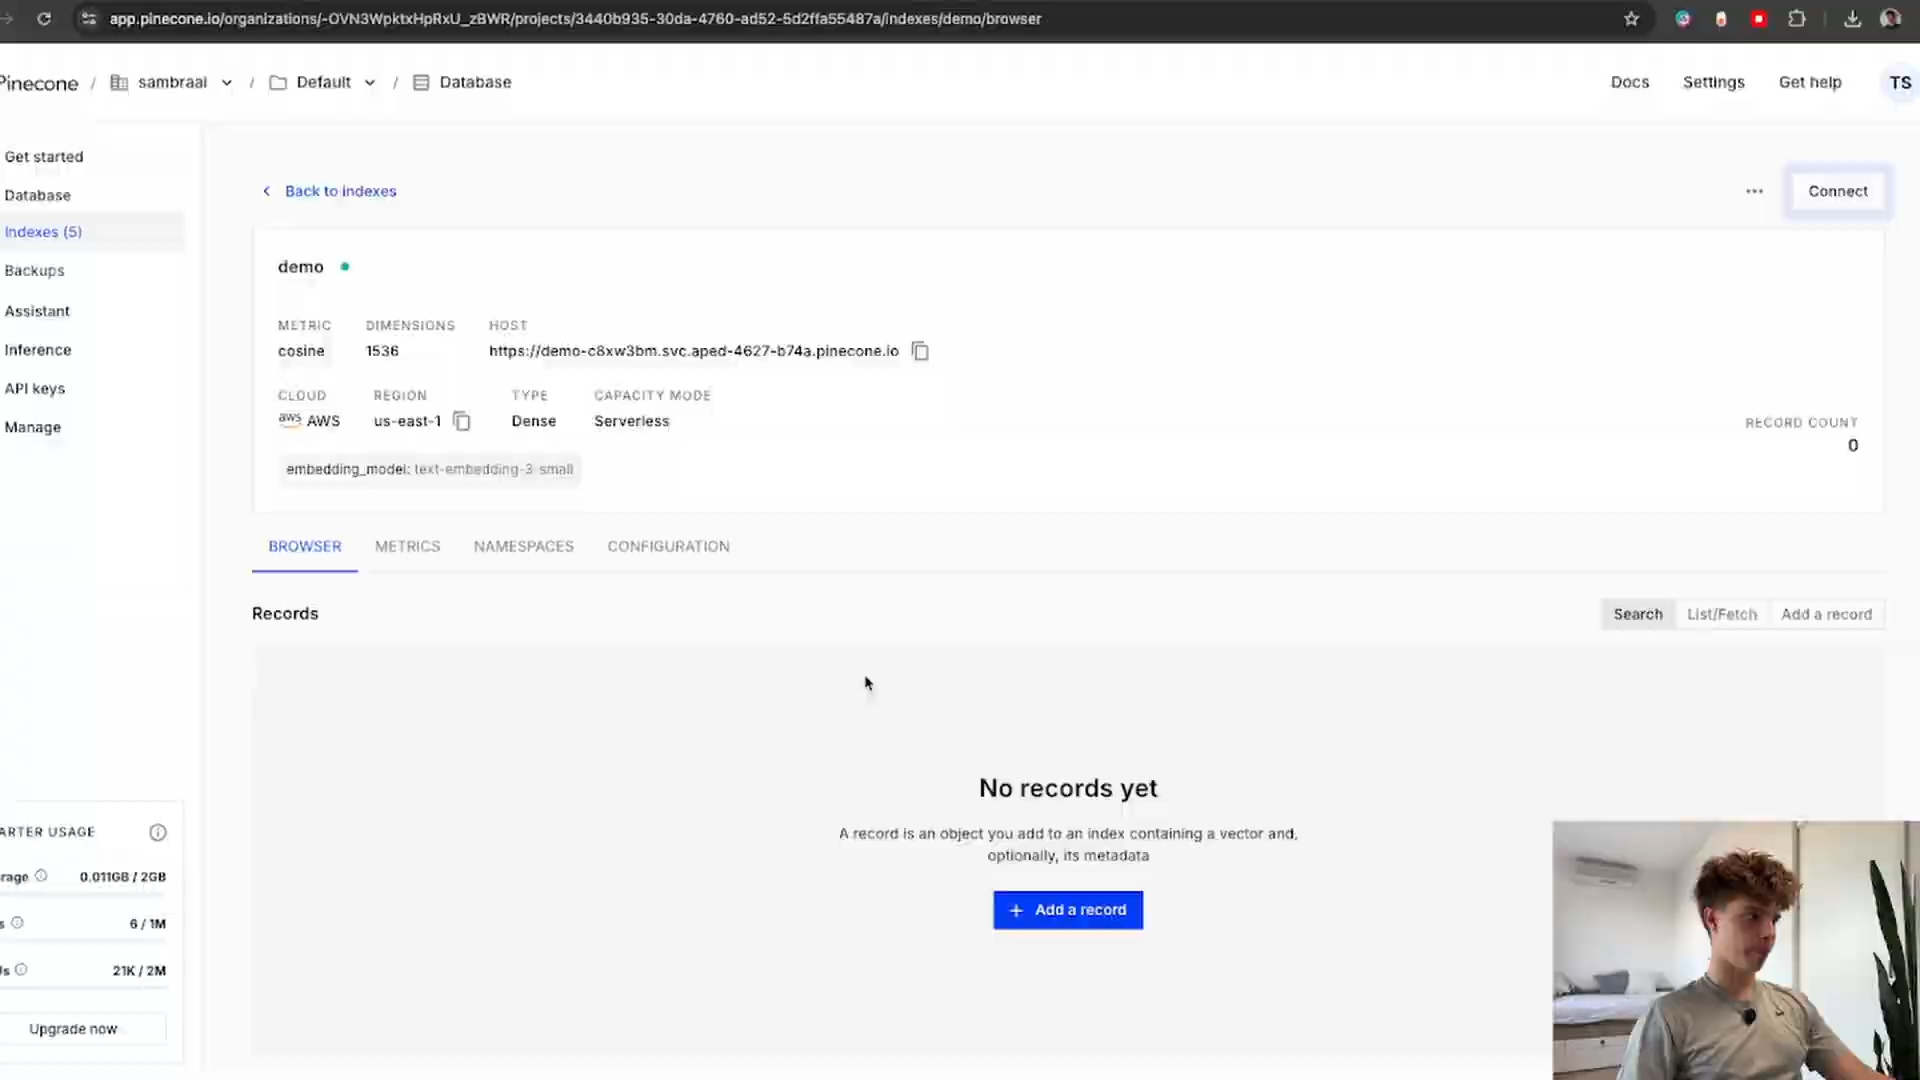 app.pinecone.io/organizations/-OVN3WpktxHpRxU_zBWR/projects/3440b935-30da-4760-ad52-5d2ffa55487a/indexes/demo/browser
Pinecone / sambraal / Default / Database
Docs Settings Get help TS
Get started
Database
Indexes (5)
Backups
Assistant
Inference
API keys
Manage
Back to indexes
... Connect
demo
METRIC DIMENSIONS HOST
cosine 1536 https://demo-c8xw3bm.svc.aped-4627-b74a.pinecone.io
CLOUD REGION TYPE CAPACITY MODE
aws AWS us-east-1 Dense Serverless
RECORD COUNT
0
embedding_model: text-embedding-3-small
BROWSER METRICS NAMESPACES CONFIGURATION
Records
Search List/Fetch Add a record
No records yet
A record is an object you add to an index containing a vector and,
optionally, its metadata
+ Add a record
ARTER USAGE
rage 0.011GB / 2GB
s 6 / 1M
Js 21K / 2M
Upgrade now